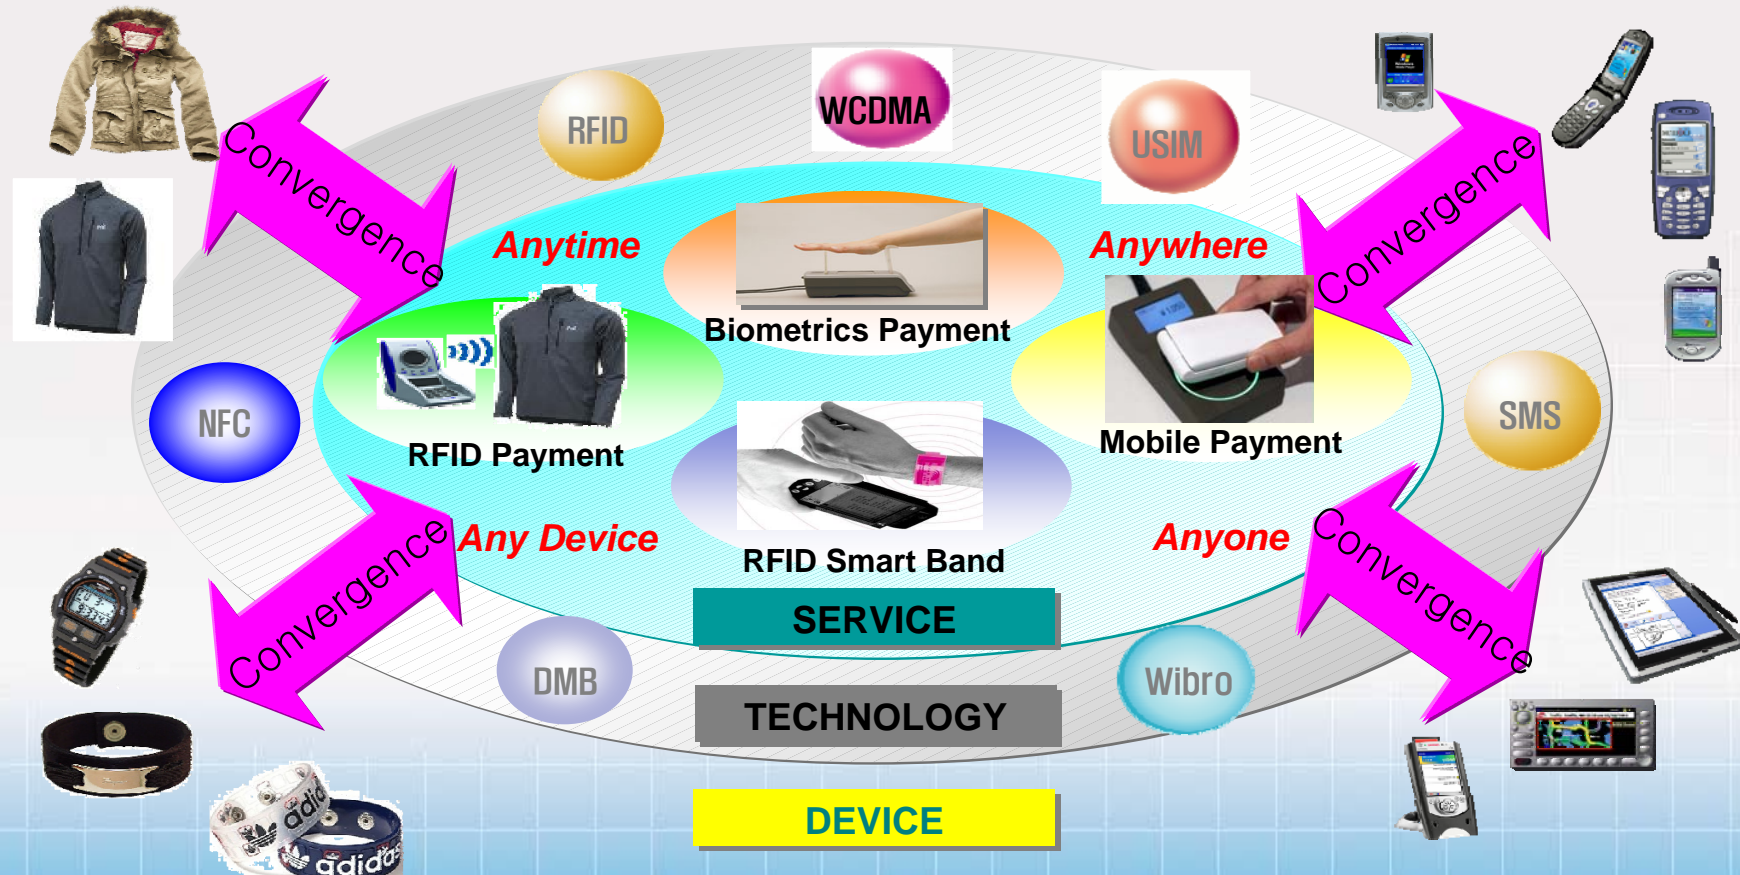 WCDMA
RFID
USIM
Convergence
Convergence
Anytime
Anywhere
Biometrics Payment
NFC
SMS
RFID Payment
Mobile Payment
Any Device
Anyone
RFID Smart Band
Convergence
Convergence
SERVICE
DMB
Wibro
TECHNOLOGY
DEVICE
adidas
adidas